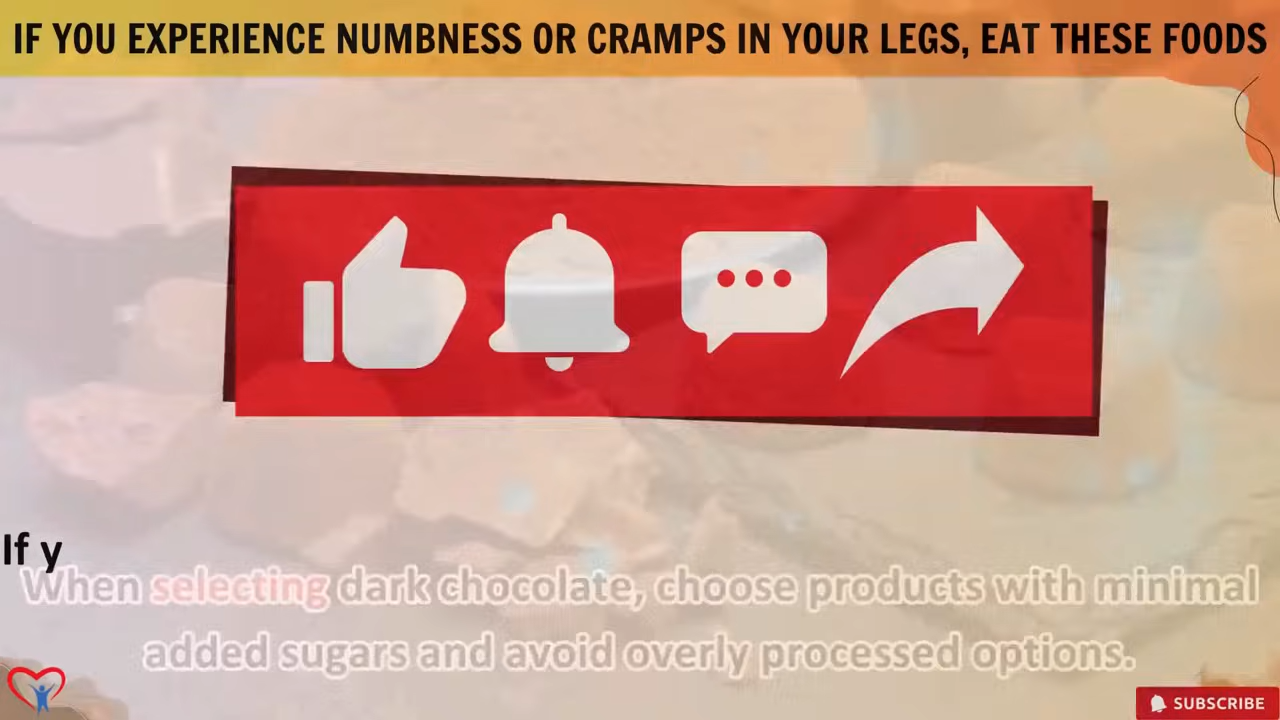 IF YOU EXPERIENCE NUMBNESS OR CRAMPS IN YOUR LEGS, EAT THESE FOODS
If y
When selecting dark chocolate, choose products with minimal
added sugars and avoid overly processed options.
SUBSCRIBE